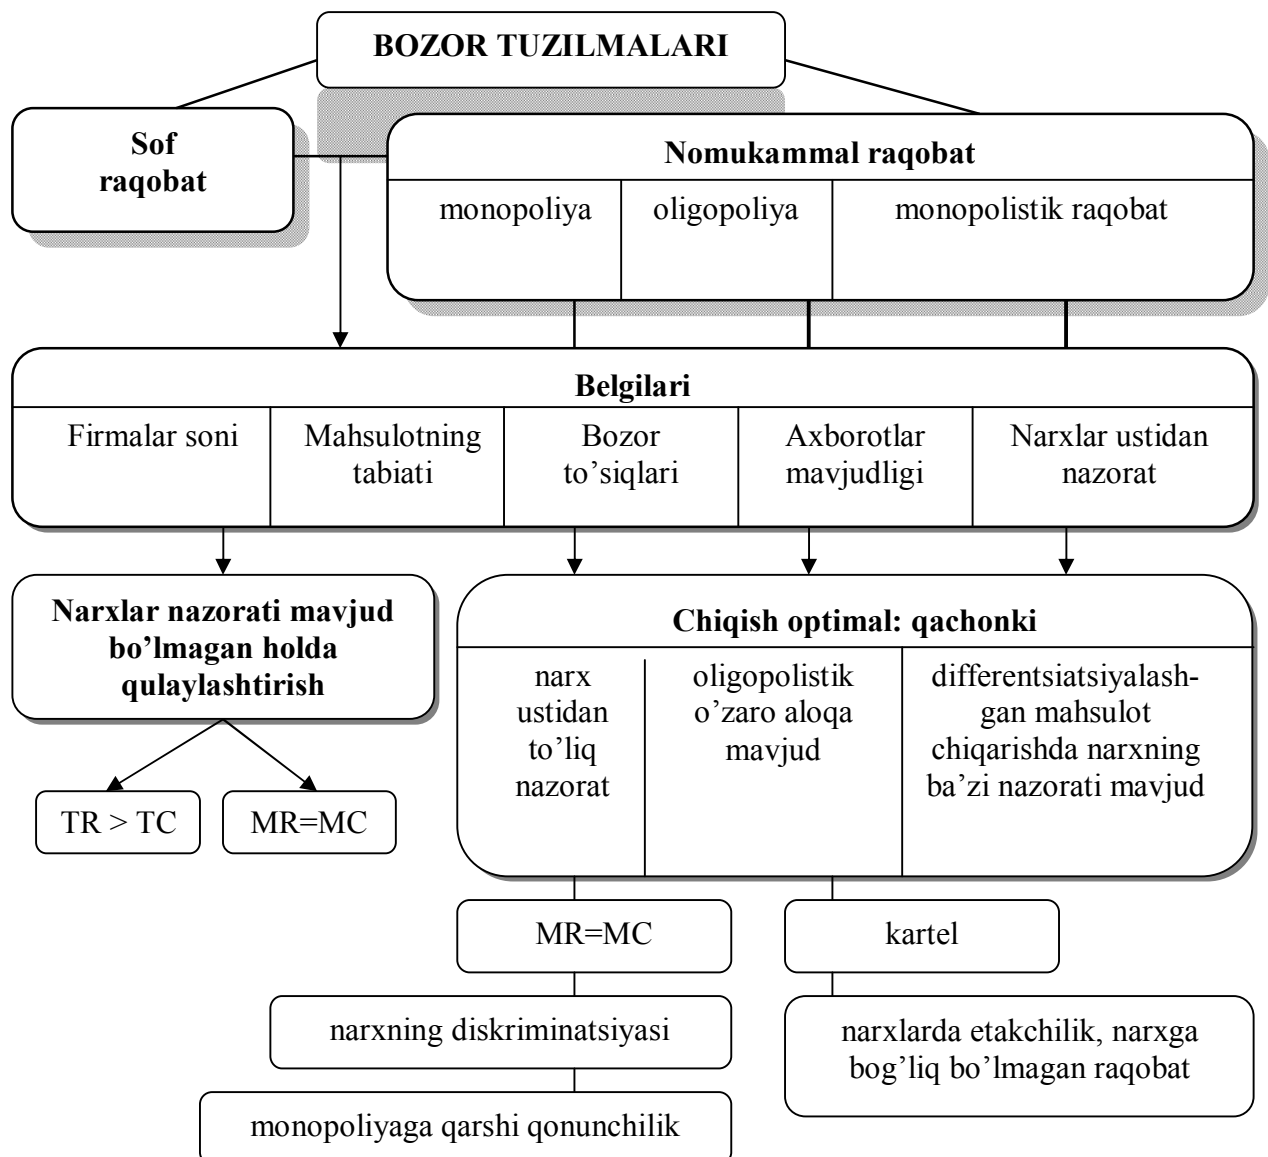 BOZOR TUZILMALARI
Sof
raqobat
Nomukammal raqobat
monopoliya
oligopoliya
monopolistik raqobat
Belgilari
Firmalar soni
Mahsulotning
tabiati
Bozor
to’siqlari
Axborotlar
mavjudligi
Narxlar ustidan
nazorat
Narxlar nazorati mavjud
bo’lmagan holda
qulaylashtirish
TR > TC
MR=MC
Chiqish optimal: qachonki
narx
ustidan
to’liq
nazorat
oligopolistik
o’zaro aloqa
mavjud
differentsiatsiyalash-
gan mahsulot
chiqarishda narxning
ba’zi nazorati mavjud
MR=MC
narxning diskriminatsiyasi
monopoliyaga qarshi qonunchilik
kartel
narxlarda etakchilik, narxga
bog’liq bo’lmagan raqobat